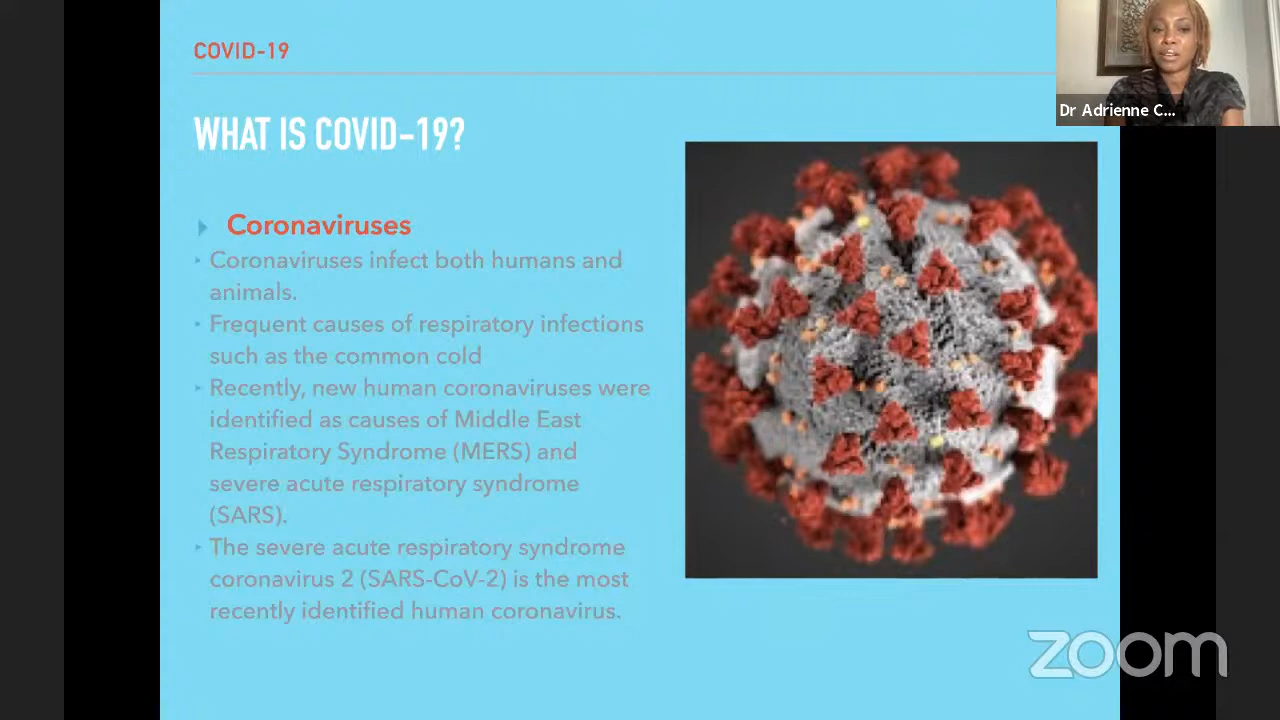 COVID-19
Dr Adrienne C...
WHAT IS COVID-19?
Coronaviruses
Coronaviruses infect both humans and
animals.
Frequent causes of respiratory infections
such as the common cold
Recently, new human coronaviruses were
identified as causes of Middle East
Respiratory Syndrome (MERS) and
severe acute respiratory syndrome
(SARS).
The severe acute respiratory syndrome
coronavirus 2 (SARS-CoV-2) is the most
recently identified human coronavirus.
zoom